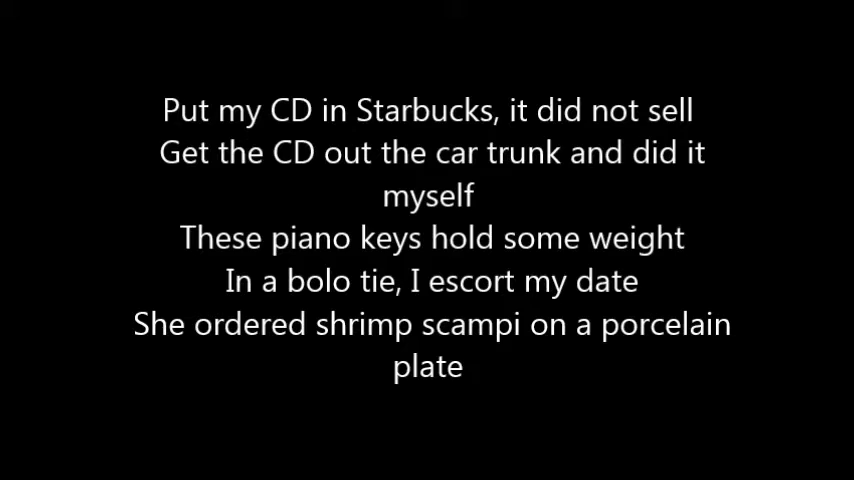 Put my CD in Starbucks, it did not sell
Get the CD out the car trunk and did it
myself
These piano keys hold some weight
In a bolo tie, I escort my date
She ordered shrimp scampi on a porcelain
plate